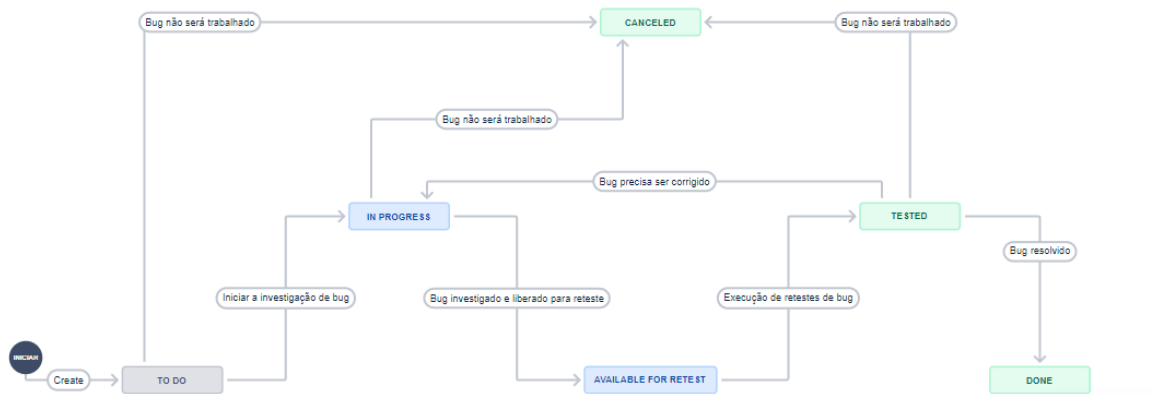 Bug não será trabalhado
CANCELED
Bug não será trabalhado
Bug não será trabalhado
Bug precisa ser corrigido
IN PROGRESS
TESTED
Bug resolvido
Iniciar a investigação de bug
Bug investigado e liberado para reteste
Execução de retestes de bug
INICIAR
Create
TO DO
AVAILABLE FOR RETEST
DONE